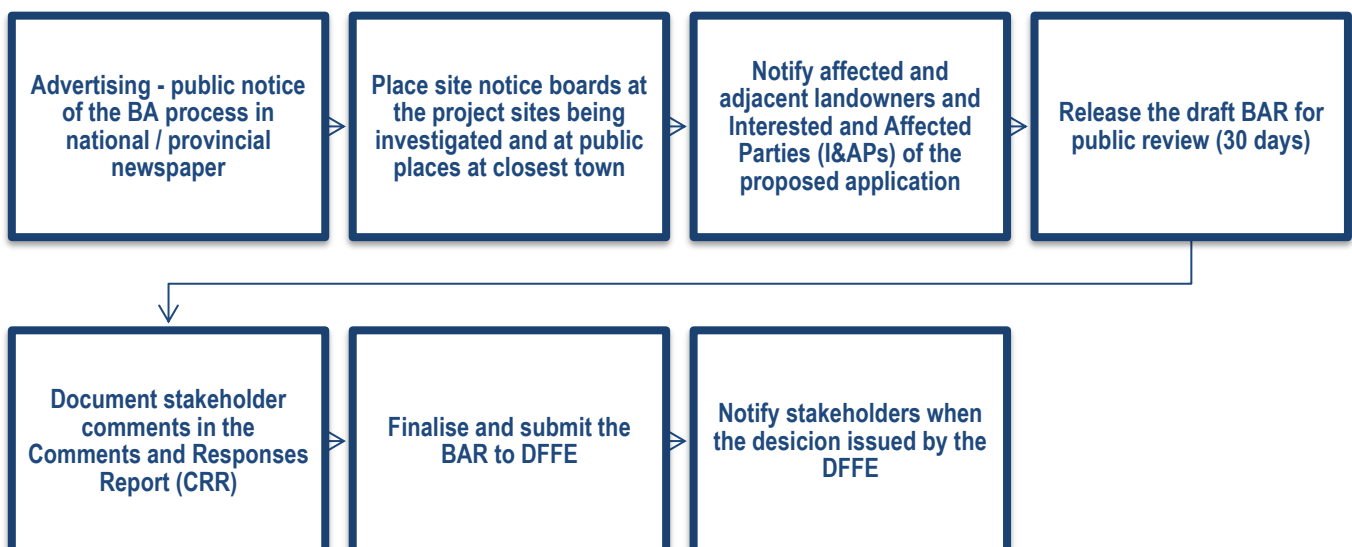 Advertising - public notice
of the BA process in
national / provincial
newspaper
Place site notice boards at
the project sites being
investigated and at public
places at closest town
Notify affected and
adjacent landowners and
Interested and Affected
Parties (I&APs) of the
proposed application
Release the draft BAR for
public review (30 days)
Document stakeholder
comments in the
Comments and Responses
Report (CRR)
Finalise and submit the
BAR to DFFE
Notify stakeholders when
the desicion issued by the
DFFE